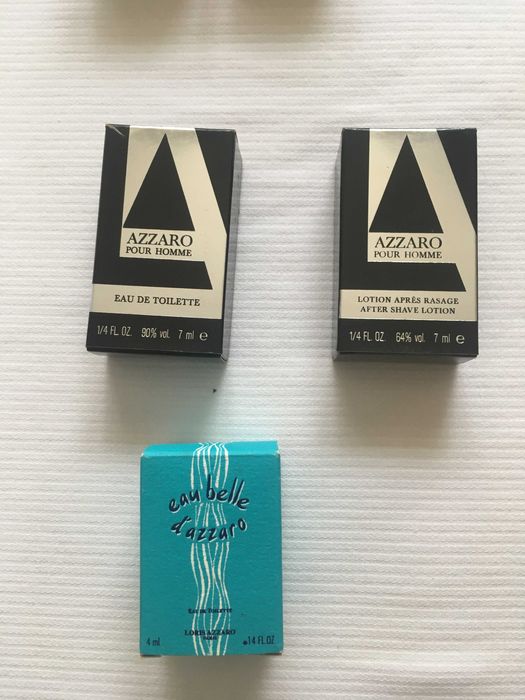 AZZARO
POUR HOMME
EAU DE TOILETTE
1/4 FL. OZ. 90% vol. 7 ml e
AZZARO
POUR HOMME
LOTION APRÈS RASAGE
AFTER SHAVE LOTION
1/4 FL. OZ. 64% vol. 7 ml e
eau belle
d'azzaro
EAU DE TOILETTE
LORIS AZZARO
PARIS
4 ml e .14 FL.OZ.